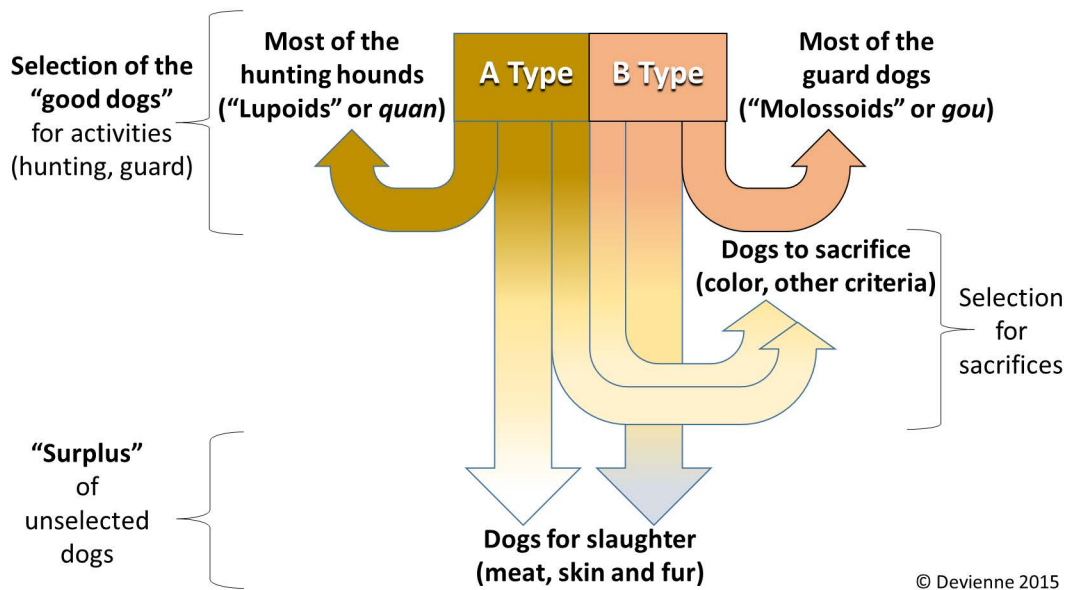 Selection of the
“good dogs”
for activities
(hunting, guard)
Most of the
hunting hounds
(“Lupoids” or quan)
A Type
B Type
Most of the
guard dogs
(“Molossoids” or gou)
Dogs to sacrifice
(color, other criteria)
Selection
for
sacrifices
“Surplus”
of
unselected
dogs
Dogs for slaughter
(meat, skin and fur)
© Devienne 2015